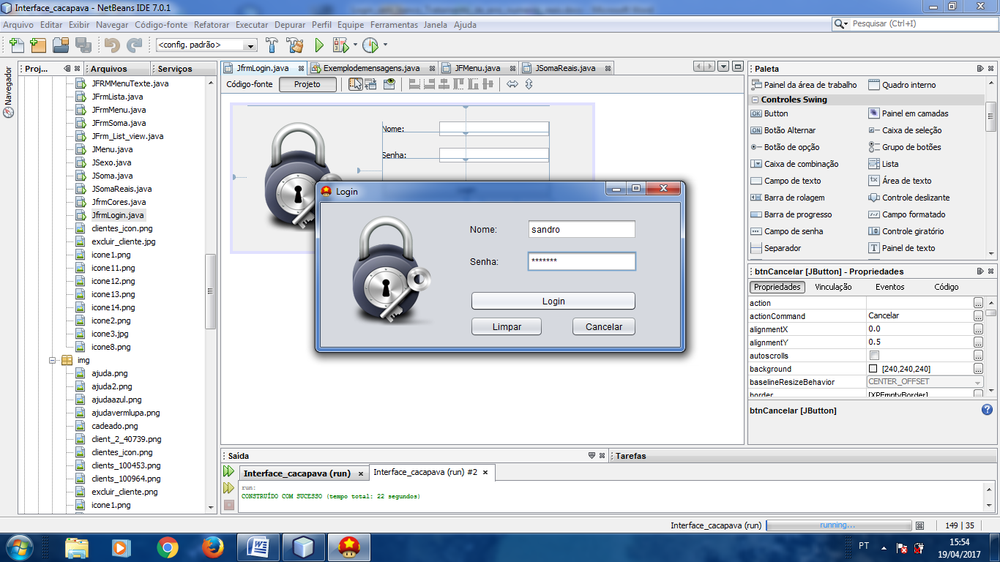 Interface_cacapava - NetBeans IDE 7.0.1
Arquivo Editar Exibir Navegar Código-fonte Refatorar Executar Depurar Perfil Equipe Ferramentas Janela Ajuda
Pesquisar (Ctrl+I)
<config. padrão>
Navegador
Proj... Arquivos Serviços
JFRMMenuTexte.java
JFrmLista.java
JFrmMenu.java
JFrmSoma.java
JFrm_List_view.java
JMenu.java
JSexo.java
JSoma.java
JSomaReais.java
JfrmCores.java
JfrmLogin.java
clientes_icon.png
excluir_cliente.jpg
icone1.png
icone11.png
icone12.png
icone13.png
icone14.png
icone2.png
icone3.jpg
icone8.png
img
ajuda.png
ajuda2.png
ajudaazul.png
ajudavermlupa.png
cadeado.png
client_2_40739.png
clientes_icon.png
clients_100453.png
clients_100964.png
excluir_cliente.png
icone1.png
JfrmLogin.java Exemplodemensagens.java JFMenu.java JSomaReais.java
Código-fonte Projeto
Nome:
Senha:
Login
Nome: sandro
Senha: *******
Login
Limpar Cancelar
Paleta
Painel da área de trabalho Quadro interno
Controles Swing
OK Button Painel em camadas
ON Botão Alternar Caixa de seleção
Botão de opção Grupo de botões
Caixa de combinação Lista
Campo de texto Área de texto
Barra de rolagem Controle deslizante
Barra de progresso Campo formatado
Campo de senha Controle giratório
Separador Painel de texto
btnCancelar [JButton] - Propriedades
Propriedades Vinculação Eventos Código
action
actionCommand Cancelar
alignmentX 0.0
alignmentY 0.5
autoscrolls
background [240,240,240]
baselineResizeBehavior CENTER_OFFSET
border [XPEmptyBorder]
btnCancelar [JButton]
Saída
Tarefas
Interface_cacapava (run) Interface_cacapava (run) #2
run:
CONSTRUÍDO COM SUCESSO (tempo total: 22 segundos)
Interface_cacapava (run) running... 149 | 35
PT 15:54
19/04/2017